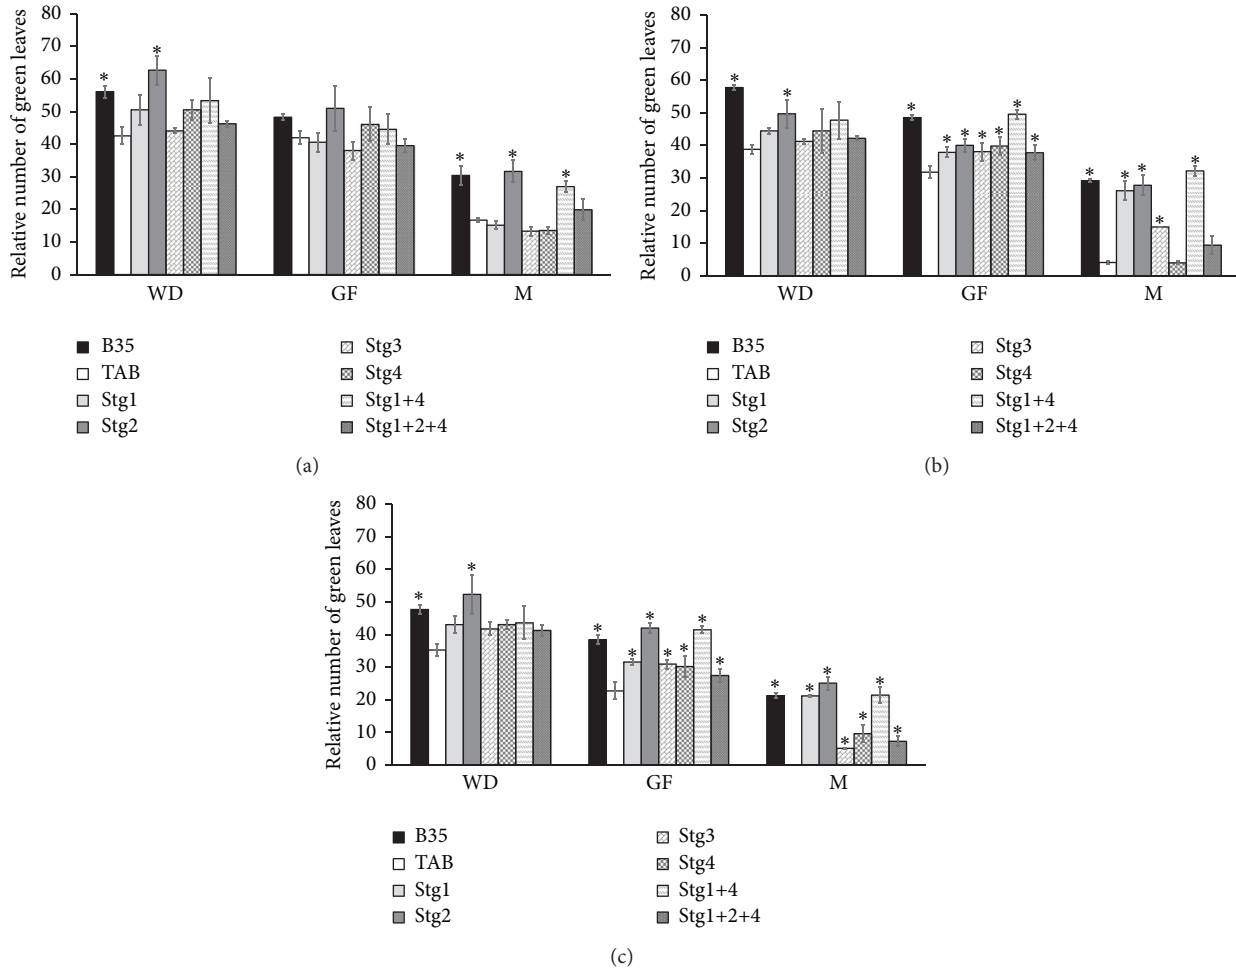 Relative number of green leaves
80
70
60
50
40
30
20
10
0
* * * * *
WD GF M
B35 Stg3
TAB Stg4
Stg1 Stg1+4
Stg2 Stg1+2+4
(a)
Relative number of green leaves
80
70
60
50
40
30
20
10
0
* * * * * * * * * * * * * *
WD GF M
B35 Stg3
TAB Stg4
Stg1 Stg1+4
Stg2 Stg1+2+4
(b)
Relative number of green leaves
80
70
60
50
40
30
20
10
0
* * * * * * * * * * * * * * * *
WD GF M
B35 Stg3
TAB Stg4
Stg1 Stg1+4
Stg2 Stg1+2+4
(c)